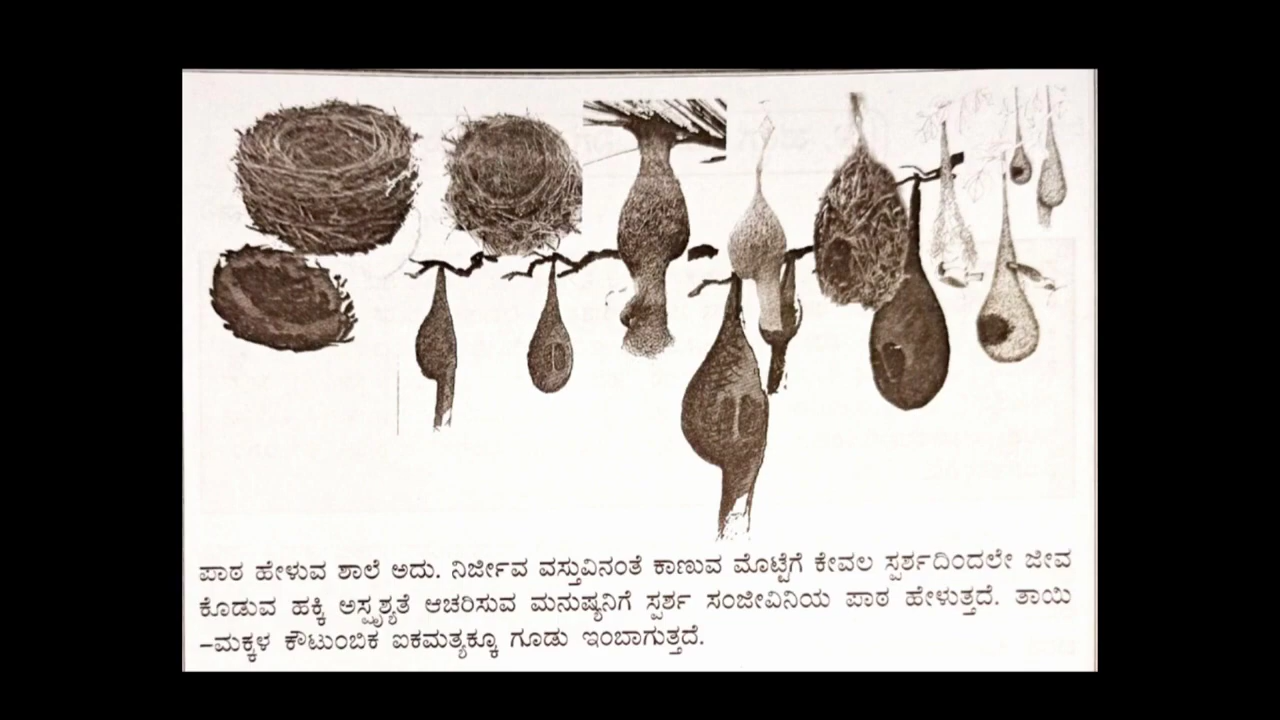 ಪಾಠ ಹೇಳುವ ಶಾಲೆ ಅದು. ನಿರ್ಜೀವ ವಸ್ತುವಿನಂತೆ ಕಾಣುವ ಮೊಟ್ಟೆಗೆ ಕೇವಲ ಸ್ಪರ್ಶದಿಂದಲೇ ಜೀವ
ಕೊಡುವ ಹಕ್ಕಿ ಅಸ್ಪೃಶ್ಯತೆ ಆಚರಿಸುವ ಮನುಷ್ಯನಿಗೆ ಸ್ಪರ್ಶ ಸಂಜೀವಿನಿಯ ಪಾಠ ಹೇಳುತ್ತದೆ. ತಾಯಿ
–ಮಕ್ಕಳ ಕೌಟುಂಬಿಕ ಐಕಮತ್ಯಕ್ಕೂ ಗೂಡು ಇಂಬಾಗುತ್ತದೆ.